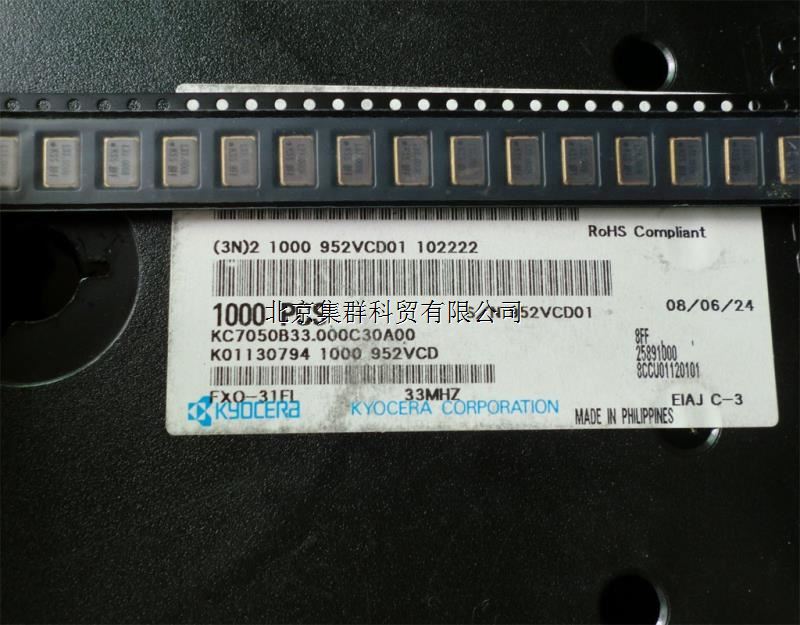 RoHS Compliant
(3N)2 1000 952VCD01 102222
1000 PCS
S/N 952VCD01
08/06/24
北京集群科贸有限公司
KC7050B33.000C30A00
8FF
K01130794 1000 952VCD
25891000
8CCU01120101
FXO-31FL 33MHZ
EIAJ C-3
KYOCERA
KYOCERA CORPORATION
MADE IN PHILIPPINES